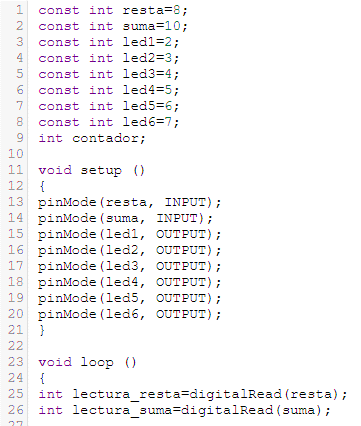 1 const int resta=8;
2 const int suma=10;
3 const int led1=2;
4 const int led2=3;
5 const int led3=4;
6 const int led4=5;
7 const int led5=6;
8 const int led6=7;
9 int contador;
10
11 void setup ()
12 {
13 pinMode(resta, INPUT);
14 pinMode(suma, INPUT);
15 pinMode(led1, OUTPUT);
16 pinMode(led2, OUTPUT);
17 pinMode(led3, OUTPUT);
18 pinMode(led4, OUTPUT);
19 pinMode(led5, OUTPUT);
20 pinMode(led6, OUTPUT);
21 }
22
23 void loop ()
24 {
25 int lectura_resta=digitalRead(resta);
26 int lectura_suma=digitalRead(suma);